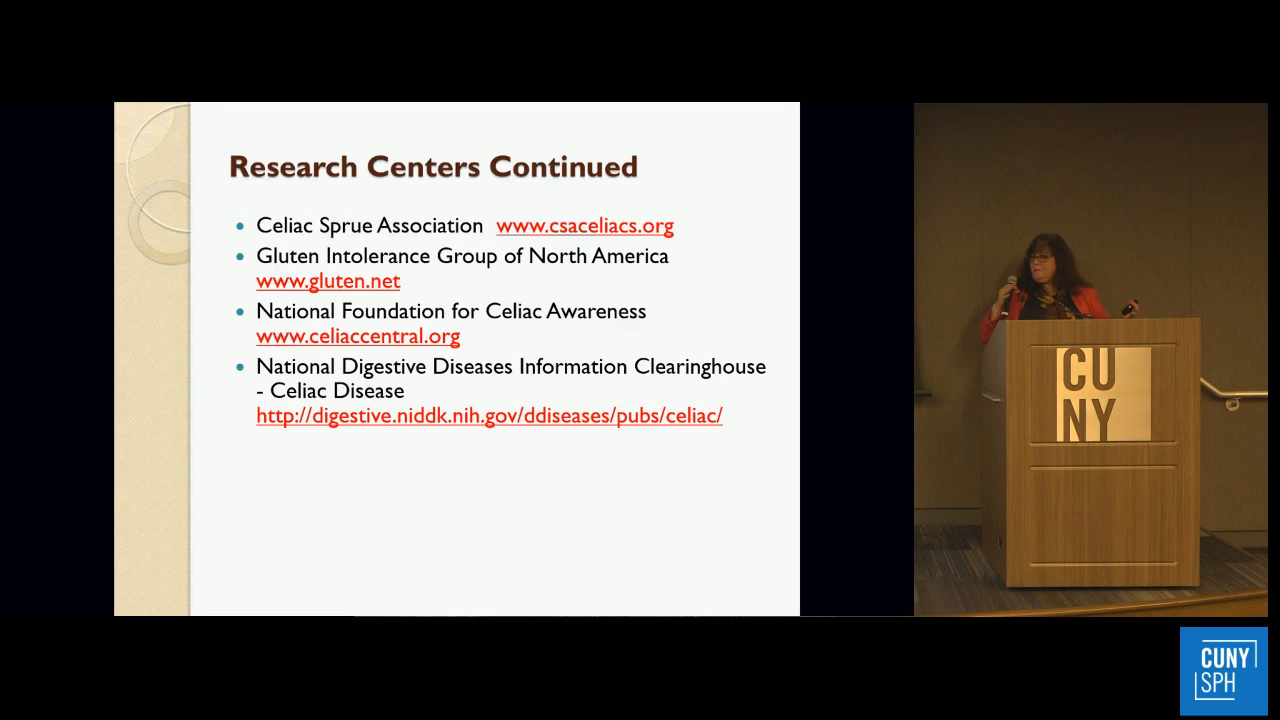 Research Centers Continued
• Celiac Sprue Association www.csaceliacs.org
• Gluten Intolerance Group of North America
www.gluten.net
• National Foundation for Celiac Awareness
www.celiaccentral.org
• National Digestive Diseases Information Clearinghouse
- Celiac Disease
http://digestive.niddk.nih.gov/ddiseases/pubs/celiac/
CU
NY
CUNY
SPH